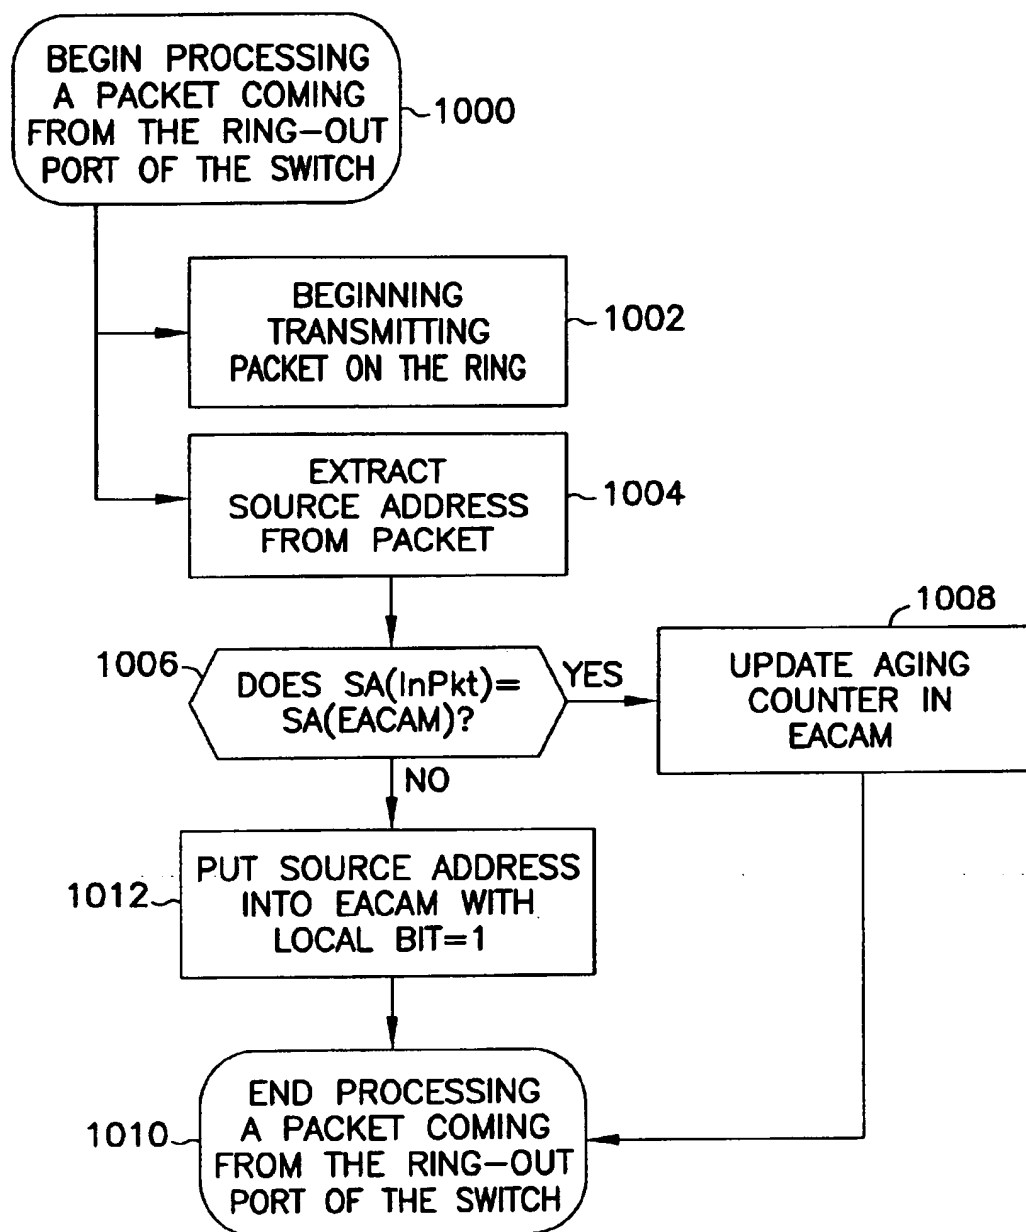 BEGIN PROCESSING
A PACKET COMING
FROM THE RING-OUT
PORT OF THE SWITCH
1000
BEGINNING
TRANSMITTING
PACKET ON THE RING
1002
EXTRACT
SOURCE ADDRESS
FROM PACKET
1004
1006
DOES SA(InPkt)=
SA(EACAM)?
YES
1008
UPDATE AGING
COUNTER IN
EACAM
NO
1012
PUT SOURCE ADDRESS
INTO EACAM WITH
LOCAL BIT=1
1010
END PROCESSING
A PACKET COMING
FROM THE RING-OUT
PORT OF THE SWITCH